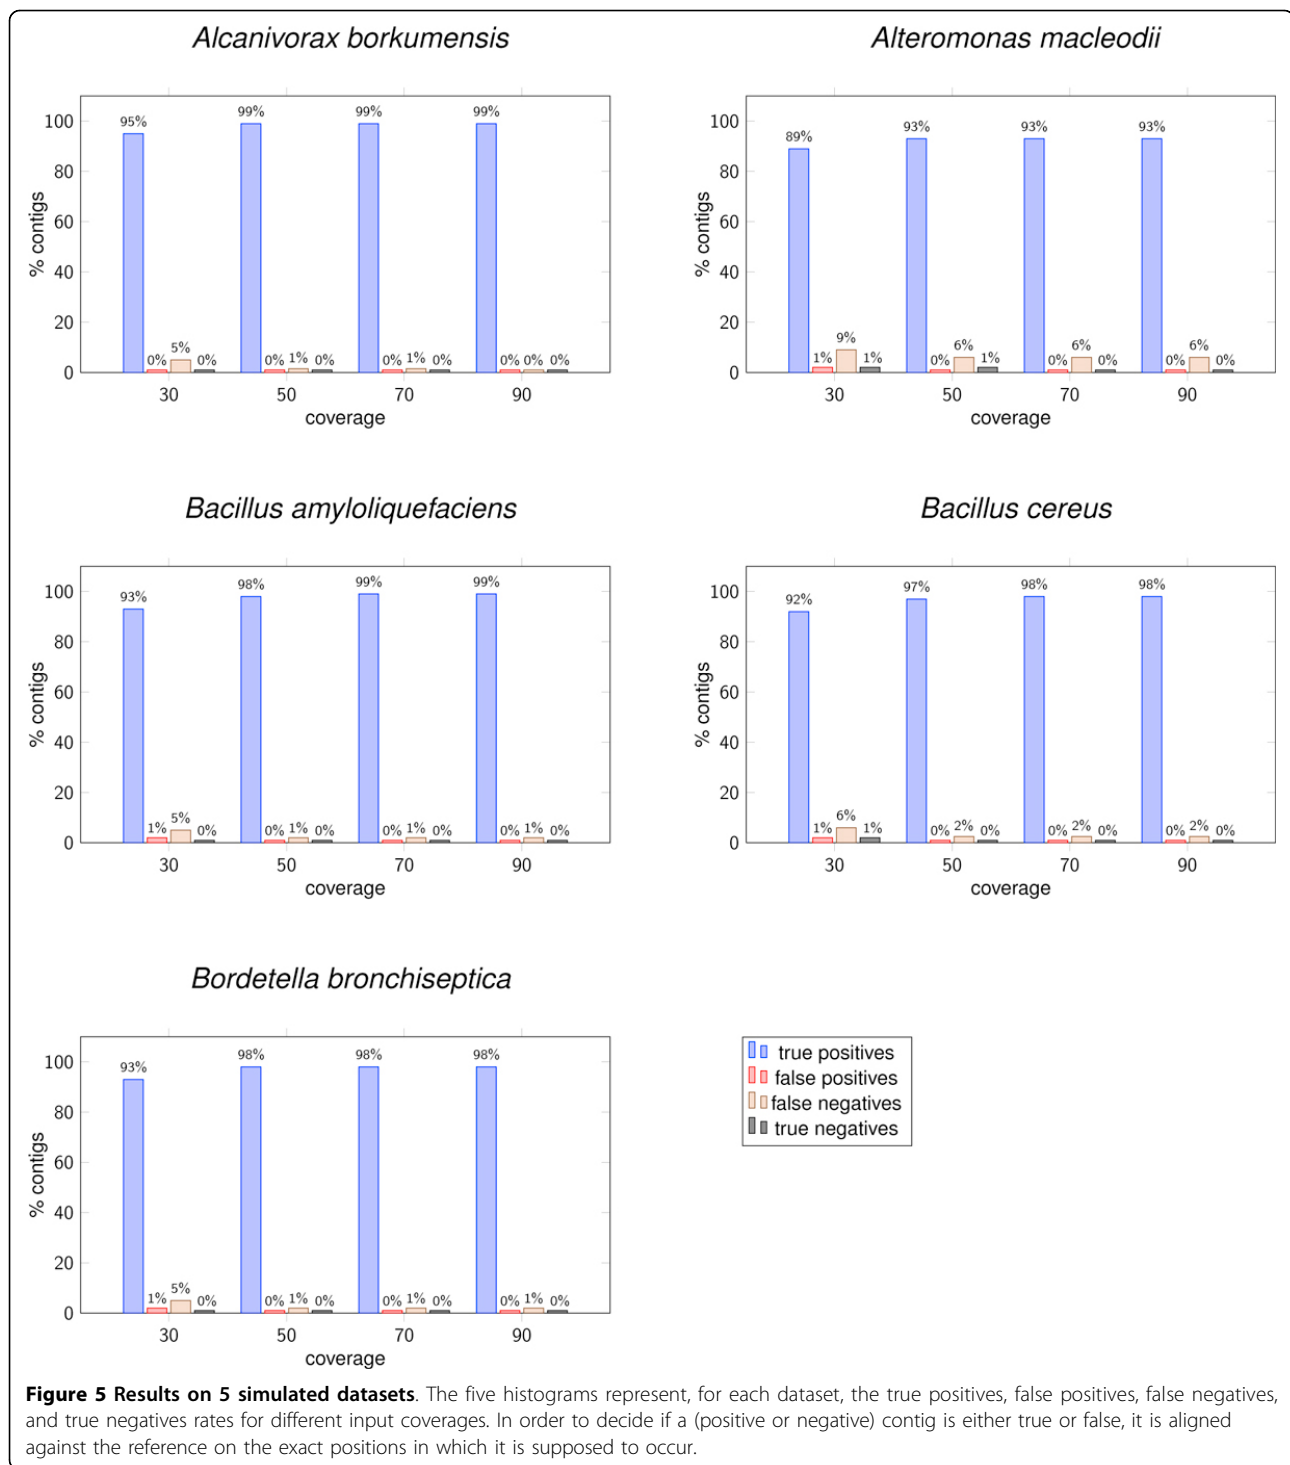 Alcanivorax borkumensis
100
80
60
40
20
0
% contigs
95% 0% 5% 0%
99% 0% 1% 0%
99% 0% 1% 0%
99% 0% 0% 0%
30 50 70 90
coverage
Alteromonas macleodii
100
80
60
40
20
0
% contigs
89% 1% 9% 1%
93% 0% 6% 1%
93% 0% 6% 0%
93% 0% 6% 0%
30 50 70 90
coverage
Bacillus amyloliquefaciens
100
80
60
40
20
0
% contigs
93% 1% 5% 0%
98% 0% 1% 0%
99% 0% 1% 0%
99% 0% 1% 0%
30 50 70 90
coverage
Bacillus cereus
100
80
60
40
20
0
% contigs
92% 1% 6% 1%
97% 0% 2% 0%
98% 0% 2% 0%
98% 0% 2% 0%
30 50 70 90
coverage
Bordetella bronchiseptica
100
80
60
40
20
0
% contigs
93% 1% 5% 0%
98% 0% 1% 0%
98% 0% 1% 0%
98% 0% 1% 0%
30 50 70 90
coverage
true positives
false positives
false negatives
true negatives
Figure 5 Results on 5 simulated datasets. The five histograms represent, for each dataset, the true positives, false positives, false negatives,
and true negatives rates for different input coverages. In order to decide if a (positive or negative) contig is either true or false, it is aligned
against the reference on the exact positions in which it is supposed to occur.